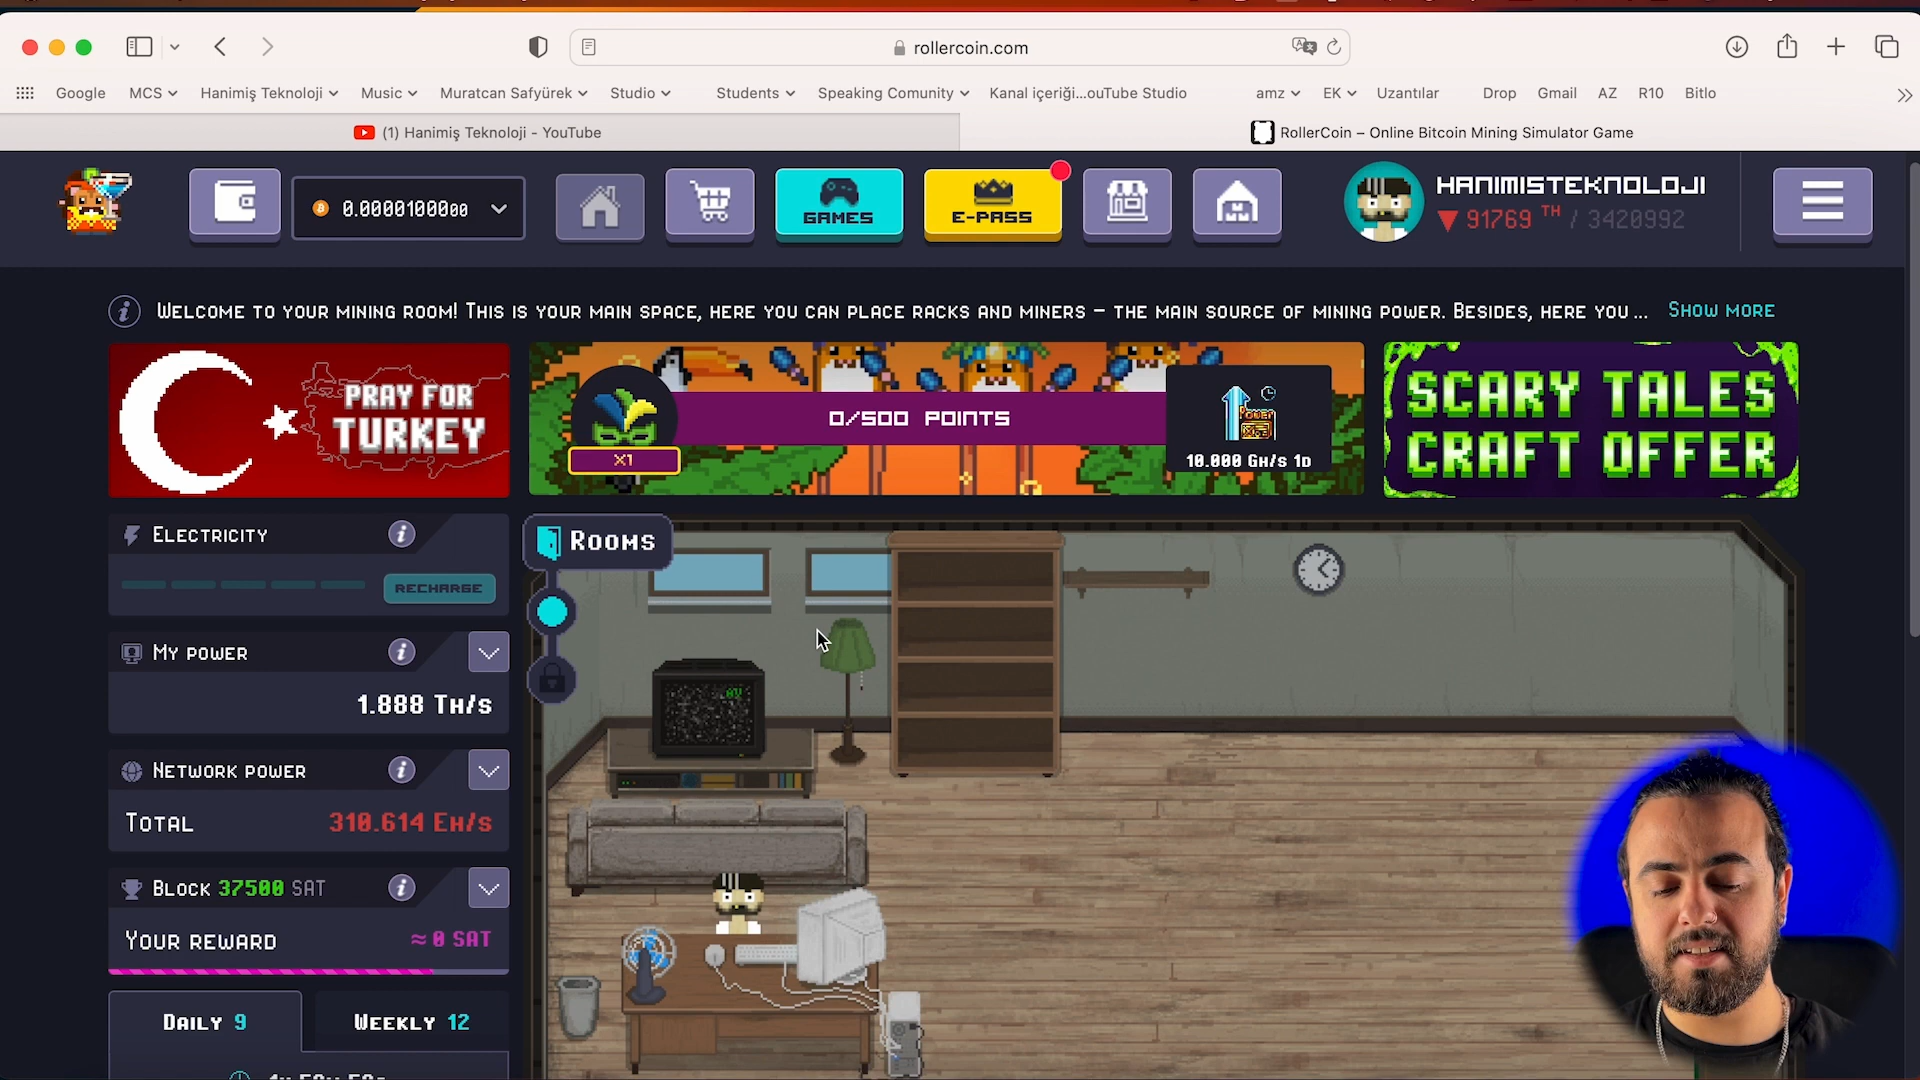 rollercoin.com
Google MCS Hanimiş Teknoloji Music Muratcan Safyürek Studio Students Speaking Comunity Kanal içeriği...ouTube Studio amz EK Uzantılar Drop Gmail AZ R10 Bitlo
(1) Hanimiş Teknoloji - YouTube
RollerCoin – Online Bitcoin Mining Simulator Game
0.0000100000
GAMES
E-PASS
HANIMISTEKNOLOJI
91769 TH / 3420992
Welcome to your mining room! This is your main space, here you can place racks and miners – the main source of mining power. Besides, here you ... Show more
PRAY FOR
TURKEY
0/500 POINTS
X1
POWER
10.000 GH/s 1D
SCARY TALES
CRAFT OFFER
Electricity
RECHARGE
Rooms
My power
1.888 Th/s
Network power
Total 310.614 Eh/s
Block 37500 SAT
Your reward ≈ 0 SAT
Daily 9
Weekly 12